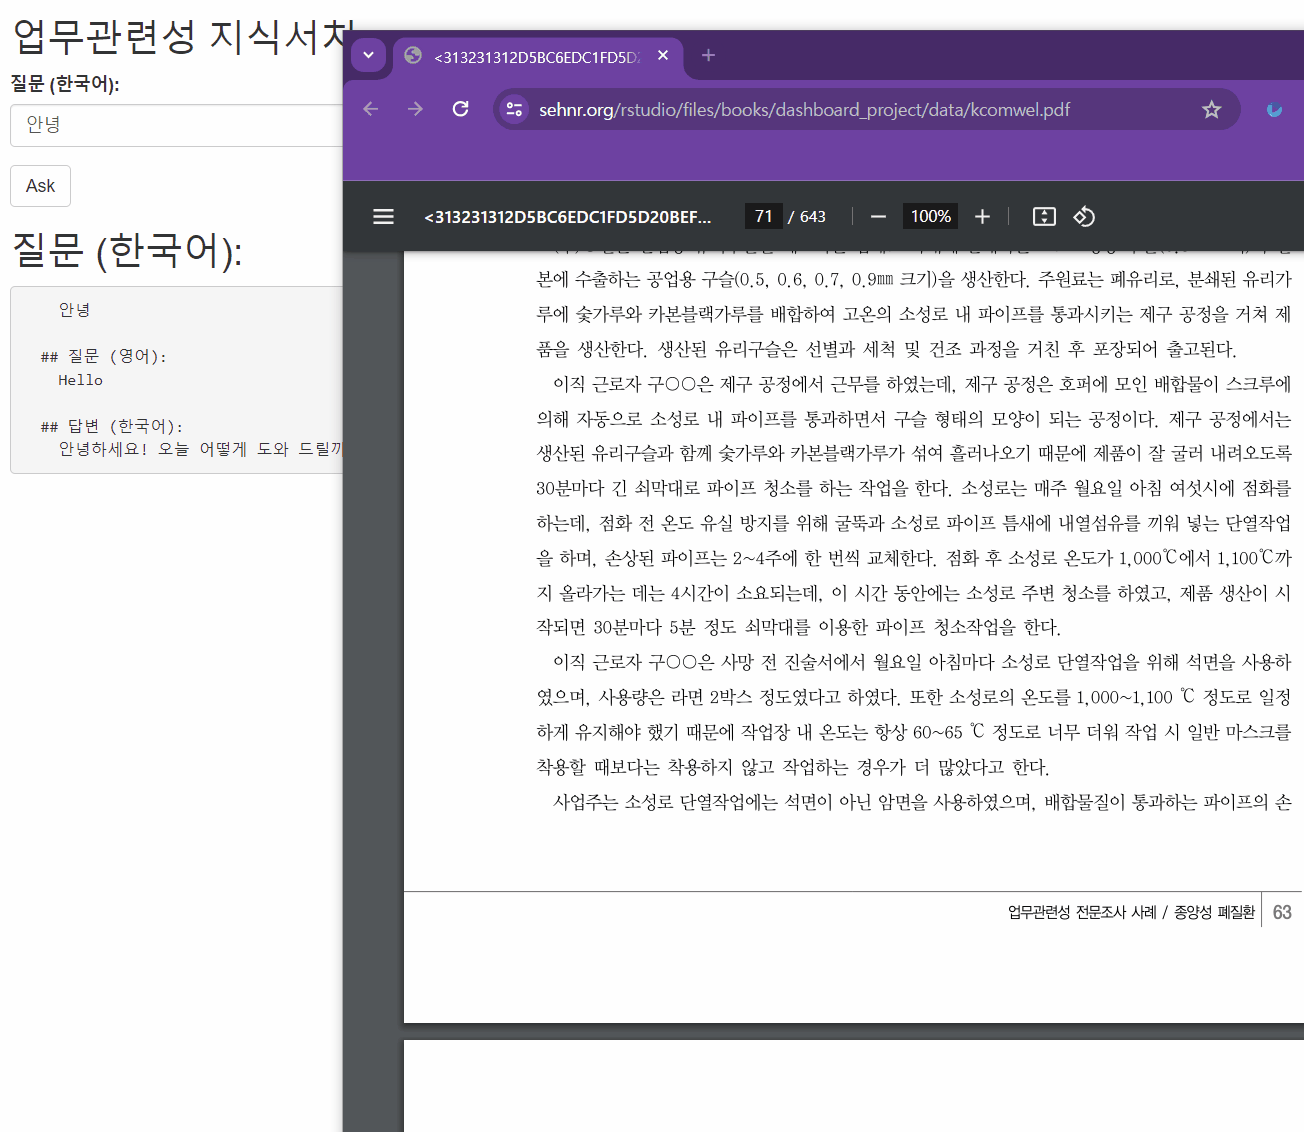 업무관련성 지식서치
질문 (한국어):
안녕
Ask
질문 (한국어):
안녕
## 질문 (영어):
Hello
## 답변 (한국어):
안녕하세요! 오늘 어떻게 도와 드릴까
<313231312D5BC6EDC1FD5D2
sehnr.org/rstudio/files/books/dashboard_project/data/kcomwel.pdf
<313231312D5BC6EDC1FD5D20BEF...
71 / 643
100%
본에 수출하는 공업용 구슬(0.5, 0.6, 0.7, 0.9㎜ 크기)을 생산한다. 주원료는 폐유리로, 분쇄된 유리가
루에 숯가루와 카본블랙가루를 배합하여 고온의 소성로 내 파이프를 통과시키는 제구 공정을 거쳐 제
품을 생산한다. 생산된 유리구슬은 선별과 세척 및 건조 과정을 거친 후 포장되어 출고된다.
이직 근로자 구○○은 제구 공정에서 근무를 하였는데, 제구 공정은 호퍼에 모인 배합물이 스크루에
의해 자동으로 소성로 내 파이프를 통과하면서 구슬 형태의 모양이 되는 공정이다. 제구 공정에서는
생산된 유리구슬과 함께 숯가루와 카본블랙가루가 섞여 흘러나오기 때문에 제품이 잘 굴러 내려오도록
30분마다 긴 쇠막대로 파이프 청소를 하는 작업을 한다. 소성로는 매주 월요일 아침 여섯시에 점화를
하는데, 점화 전 온도 유실 방지를 위해 굴뚝과 소성로 파이프 틈새에 내열섬유를 끼워 넣는 단열작업
을 하며, 손상된 파이프는 2~4주에 한 번씩 교체한다. 점화 후 소성로 온도가 1,000℃에서 1,100℃까
지 올라가는 데는 4시간이 소요되는데, 이 시간 동안에는 소성로 주변 청소를 하였고, 제품 생산이 시
작되면 30분마다 5분 정도 쇠막대를 이용한 파이프 청소작업을 한다.
이직 근로자 구○○은 사망 전 진술서에서 월요일 아침마다 소성로 단열작업을 위해 석면을 사용하
였으며, 사용량은 라면 2박스 정도였다고 하였다. 또한 소성로의 온도를 1,000~1,100 ℃ 정도로 일정
하게 유지해야 했기 때문에 작업장 내 온도는 항상 60~65 ℃ 정도로 너무 더워 작업 시 일반 마스크를
착용할 때보다는 착용하지 않고 작업하는 경우가 더 많았다고 한다.
사업주는 소성로 단열작업에는 석면이 아닌 암면을 사용하였으며, 배합물질이 통과하는 파이프의 손
업무관련성 전문조사 사례 / 종양성 폐질환 63